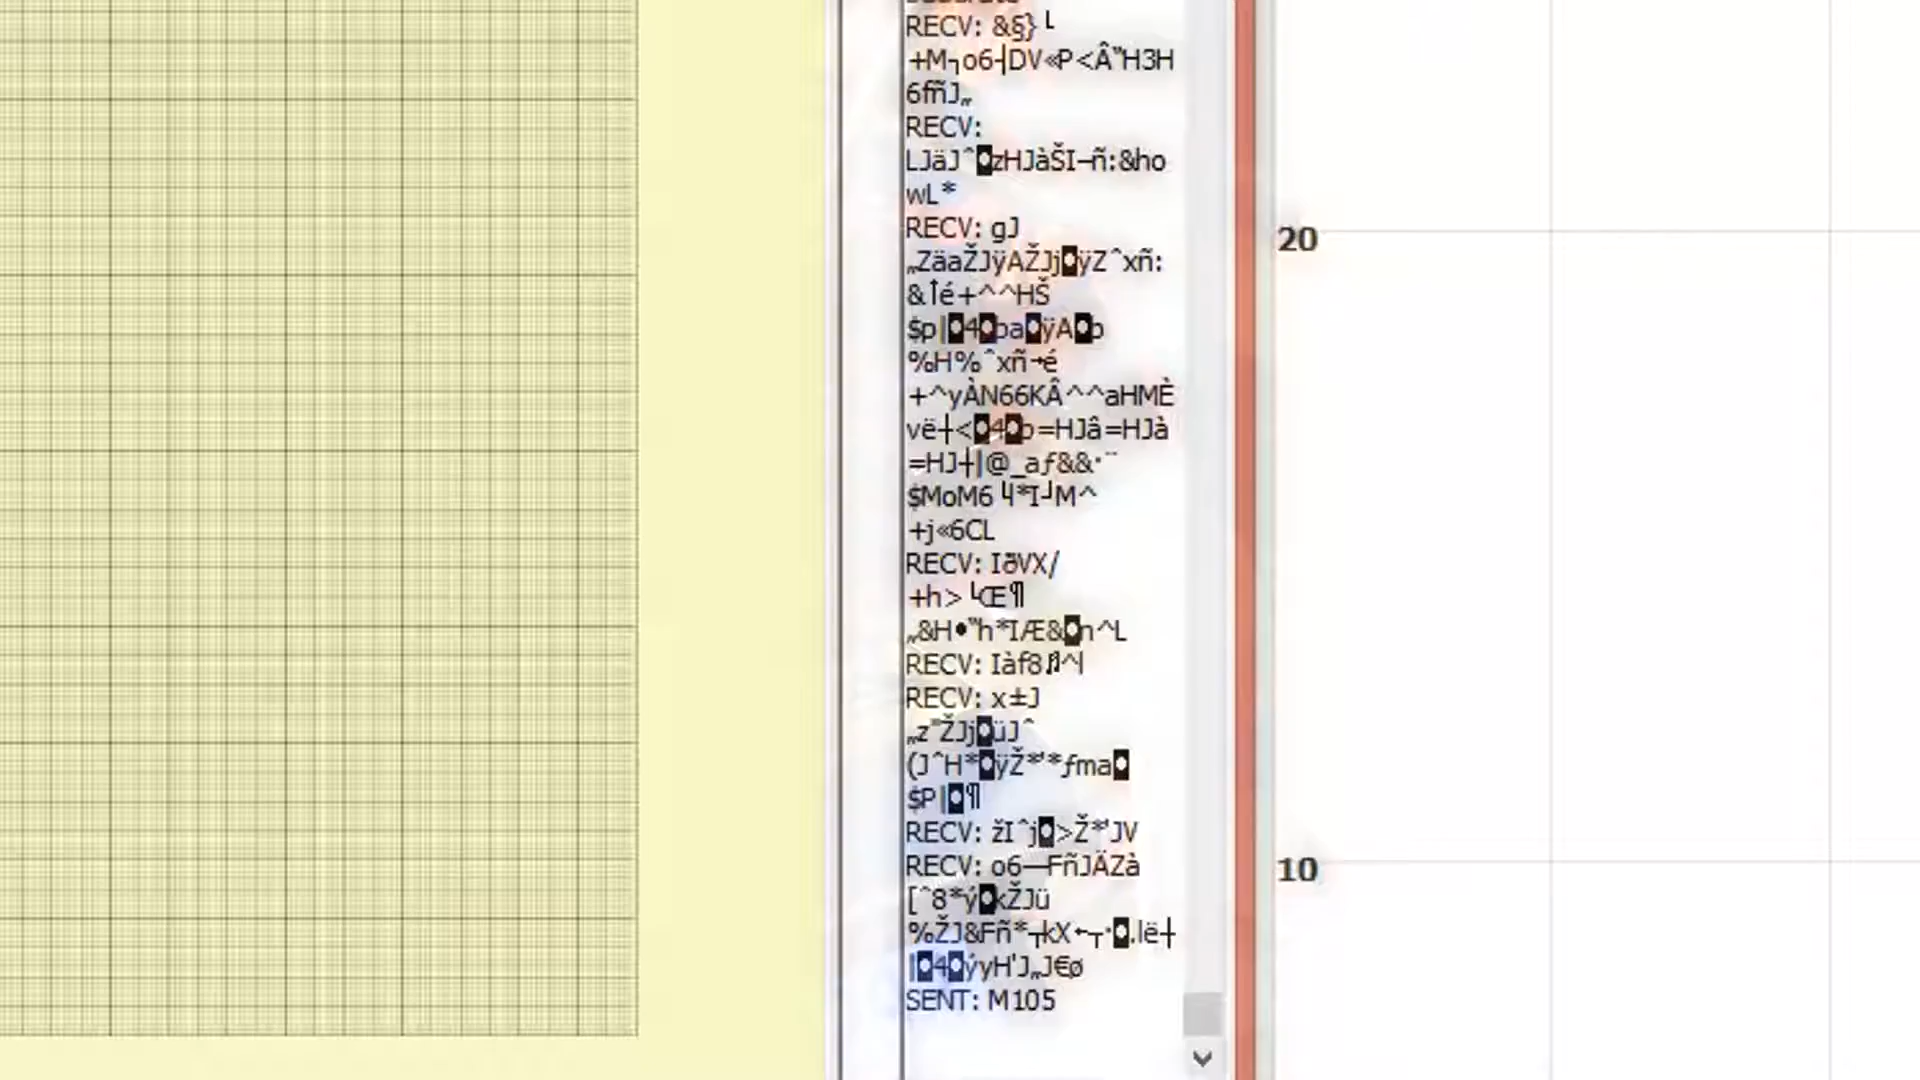 RECV: &§}└
+M┐o6┤DV«P<Â"H3H
6fñJ„
RECV:
LJäJˆ◘zHJàŠI–ñ:&ho
wL*
RECV: gJ
„ZäaŽJÿAŽJj◘ÿZˆxñ:
&é+^^HŠ
$p|◘4◘ba◘ÿA◘b
%H%ˆxñ→é
+^yÀN66KÂ^^aHMÈ
vë┼<◘4◘b=HJâ=HJà
=HJ┼|@_aƒ&&·¨
$MoM6└┤*I┘M^
+j«6CL
RECV: IðVX/
+h>└Œ¶
„&H•"h*IÆ&◘n^L
RECV: Iàf8^|
RECV: x±J
„z"ŽJj◘üJˆ
(JˆH*◘ÿŽ*'*ƒma◘
$P|◘¶
RECV: žIˆj◘>Ž*'JV
RECV: o6—FñJÄZà
[ˆ8*ý◘kŽJü
%ŽJ&Fñ*┬kX←┬·◘.lë┼
|◘4◘ýyH'J„J€ø
SENT: M105
20
10